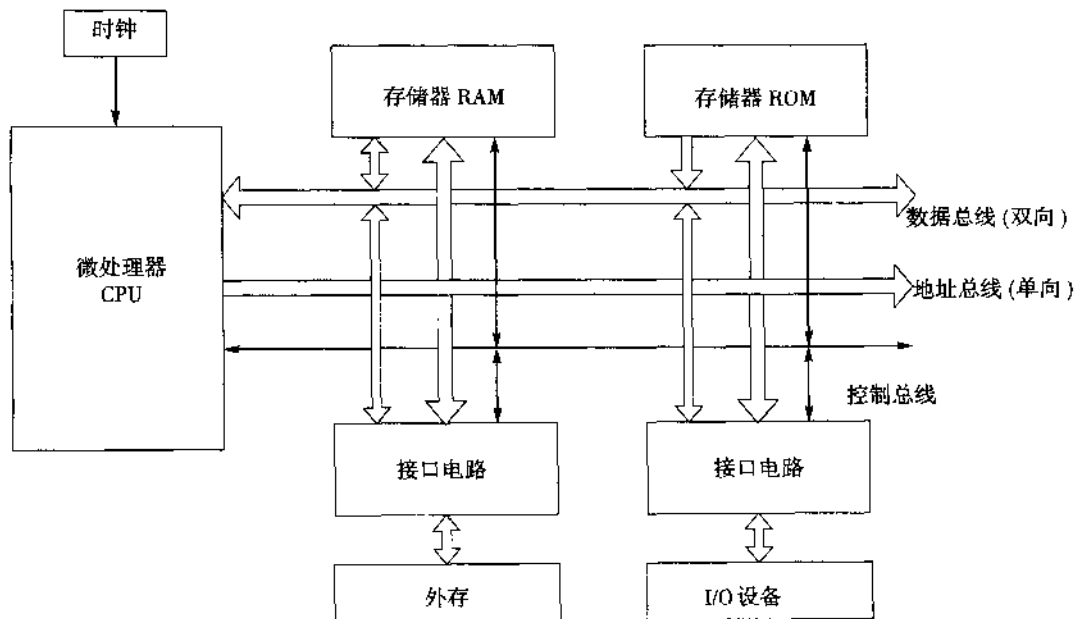 时钟
存储器 RAM
存储器 ROM
数据总线 (双向 )
微处理器
CPU
地址总线 (单向 )
控制总线
接口电路
接口电路
外存
I/O 设备